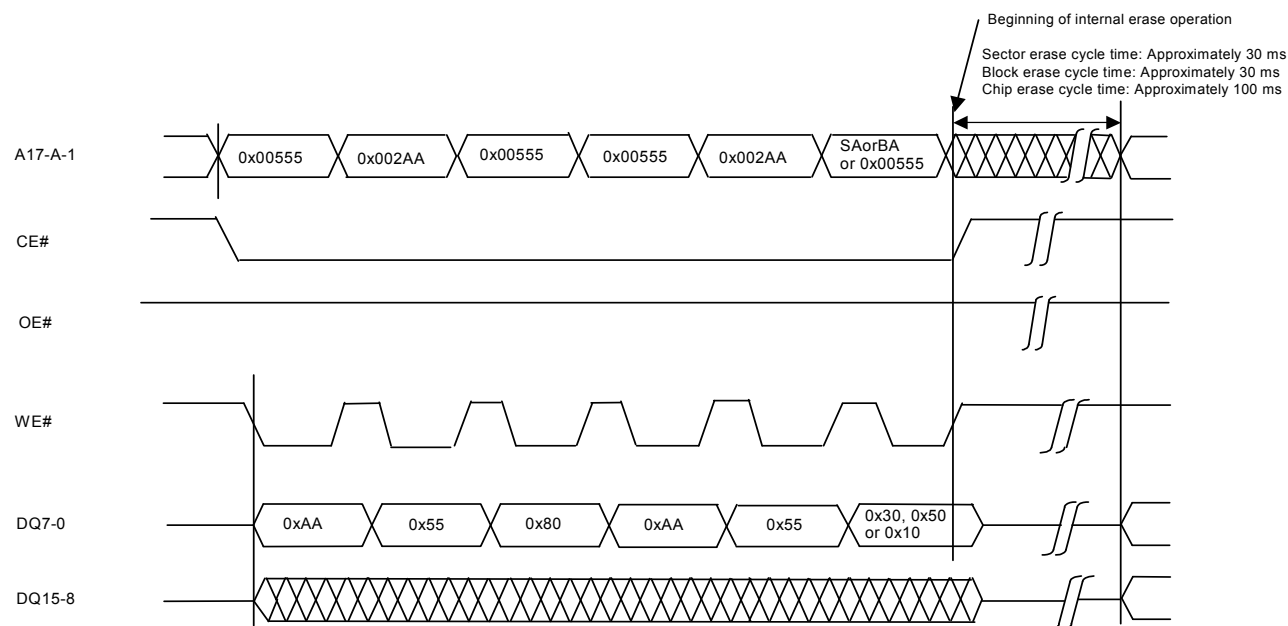 Beginning of internal erase operation
Sector erase cycle time: Approximately 30 ms
Block erase cycle time: Approximately 30 ms
Chip erase cycle time: Approximately 100 ms
A17-A-1
0x00555
0x002AA
0x00555
0x00555
0x002AA
SAorBA
or 0x00555
CE#
OE#
WE#
DQ7-0
0xAA
0x55
0x80
0xAA
0x55
0x30, 0x50
or 0x10
DQ15-8